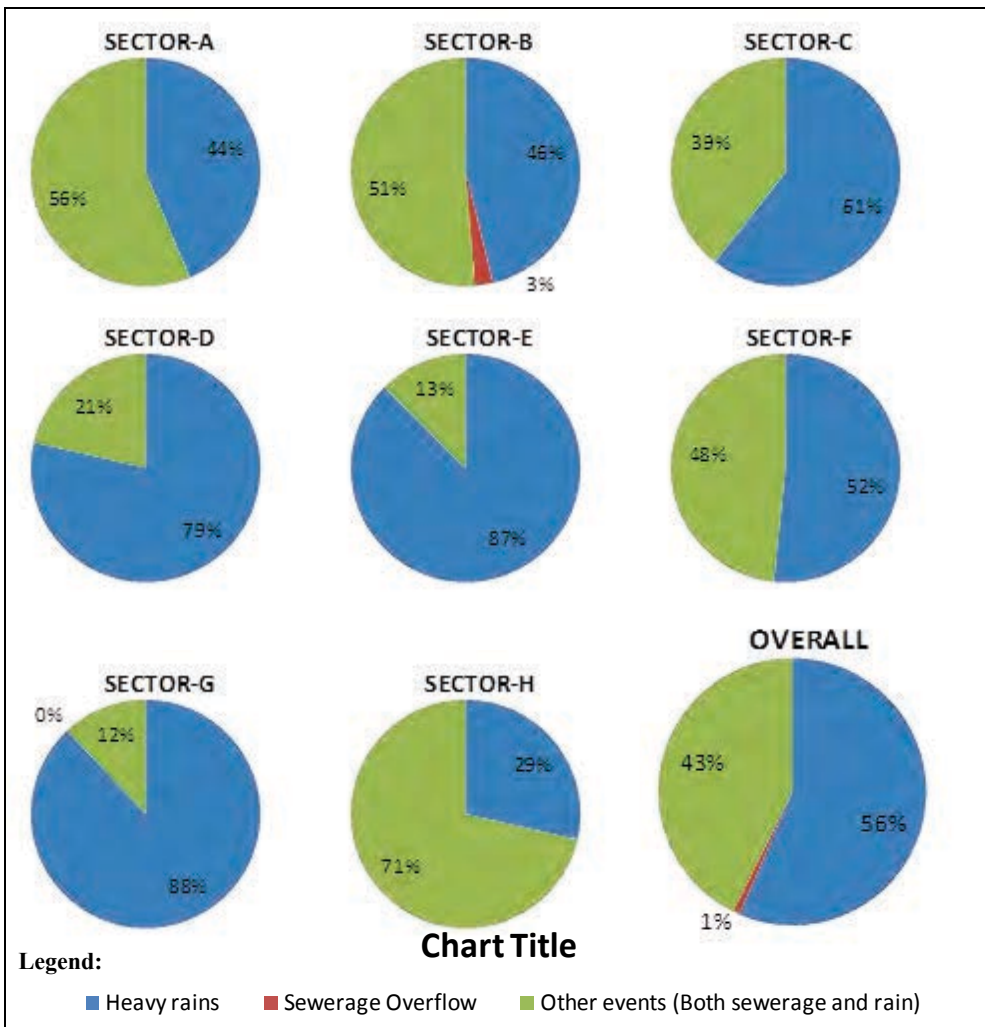 SECTOR-A
44%
56%
SECTOR-B
46%
51%
3%
SECTOR-C
39%
61%
SECTOR-D
21%
79%
SECTOR-E
13%
87%
SECTOR-F
48%
52%
SECTOR-G
0%
12%
88%
SECTOR-H
29%
71%
OVERALL
43%
56%
1%
Chart Title
Legend:
Heavy rains Sewerage Overflow Other events (Both sewerage and rain)